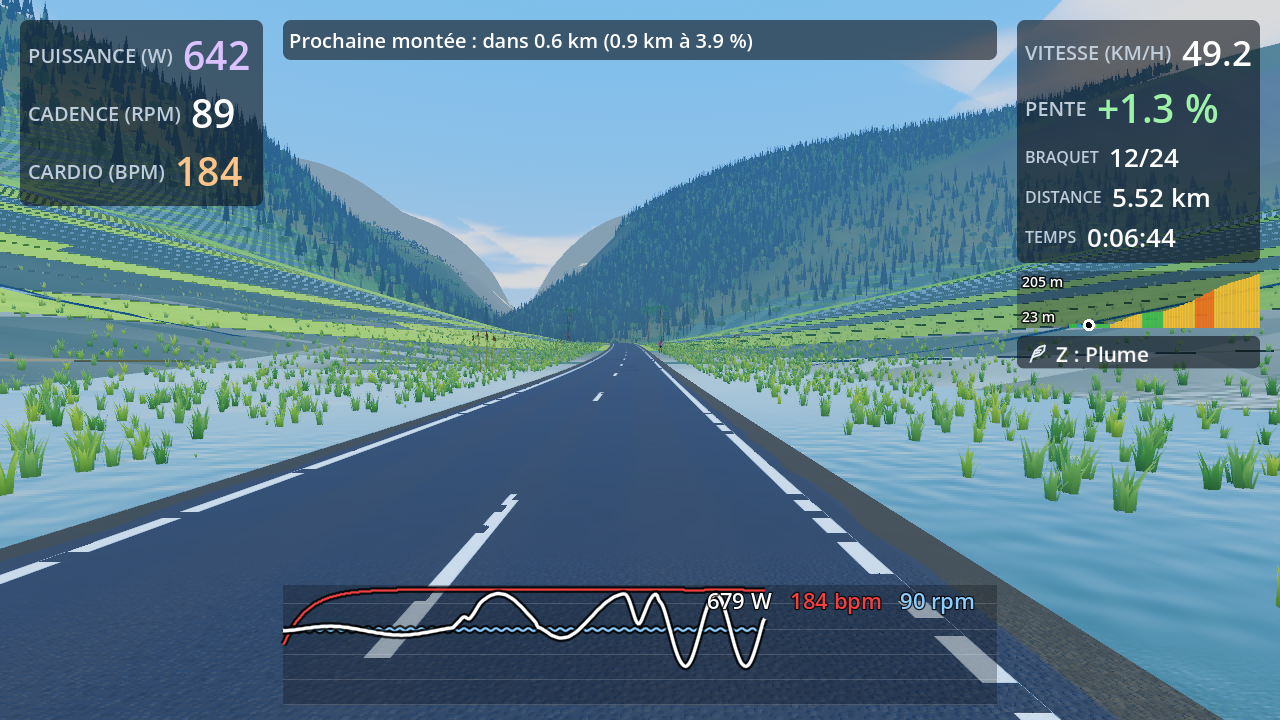 PUISSANCE (W) 642
CADENCE (RPM) 89
CARDIO (BPM) 184
Prochaine montée : dans 0.6 km (0.9 km à 3.9 %)
VITESSE (KM/H) 49.2
PENTE +1.3 %
BRAQUET 12/24
DISTANCE 5.52 km
TEMPS 0:06:44
205 m
23 m
Z : Plume
679 W 184 bpm 90 rpm